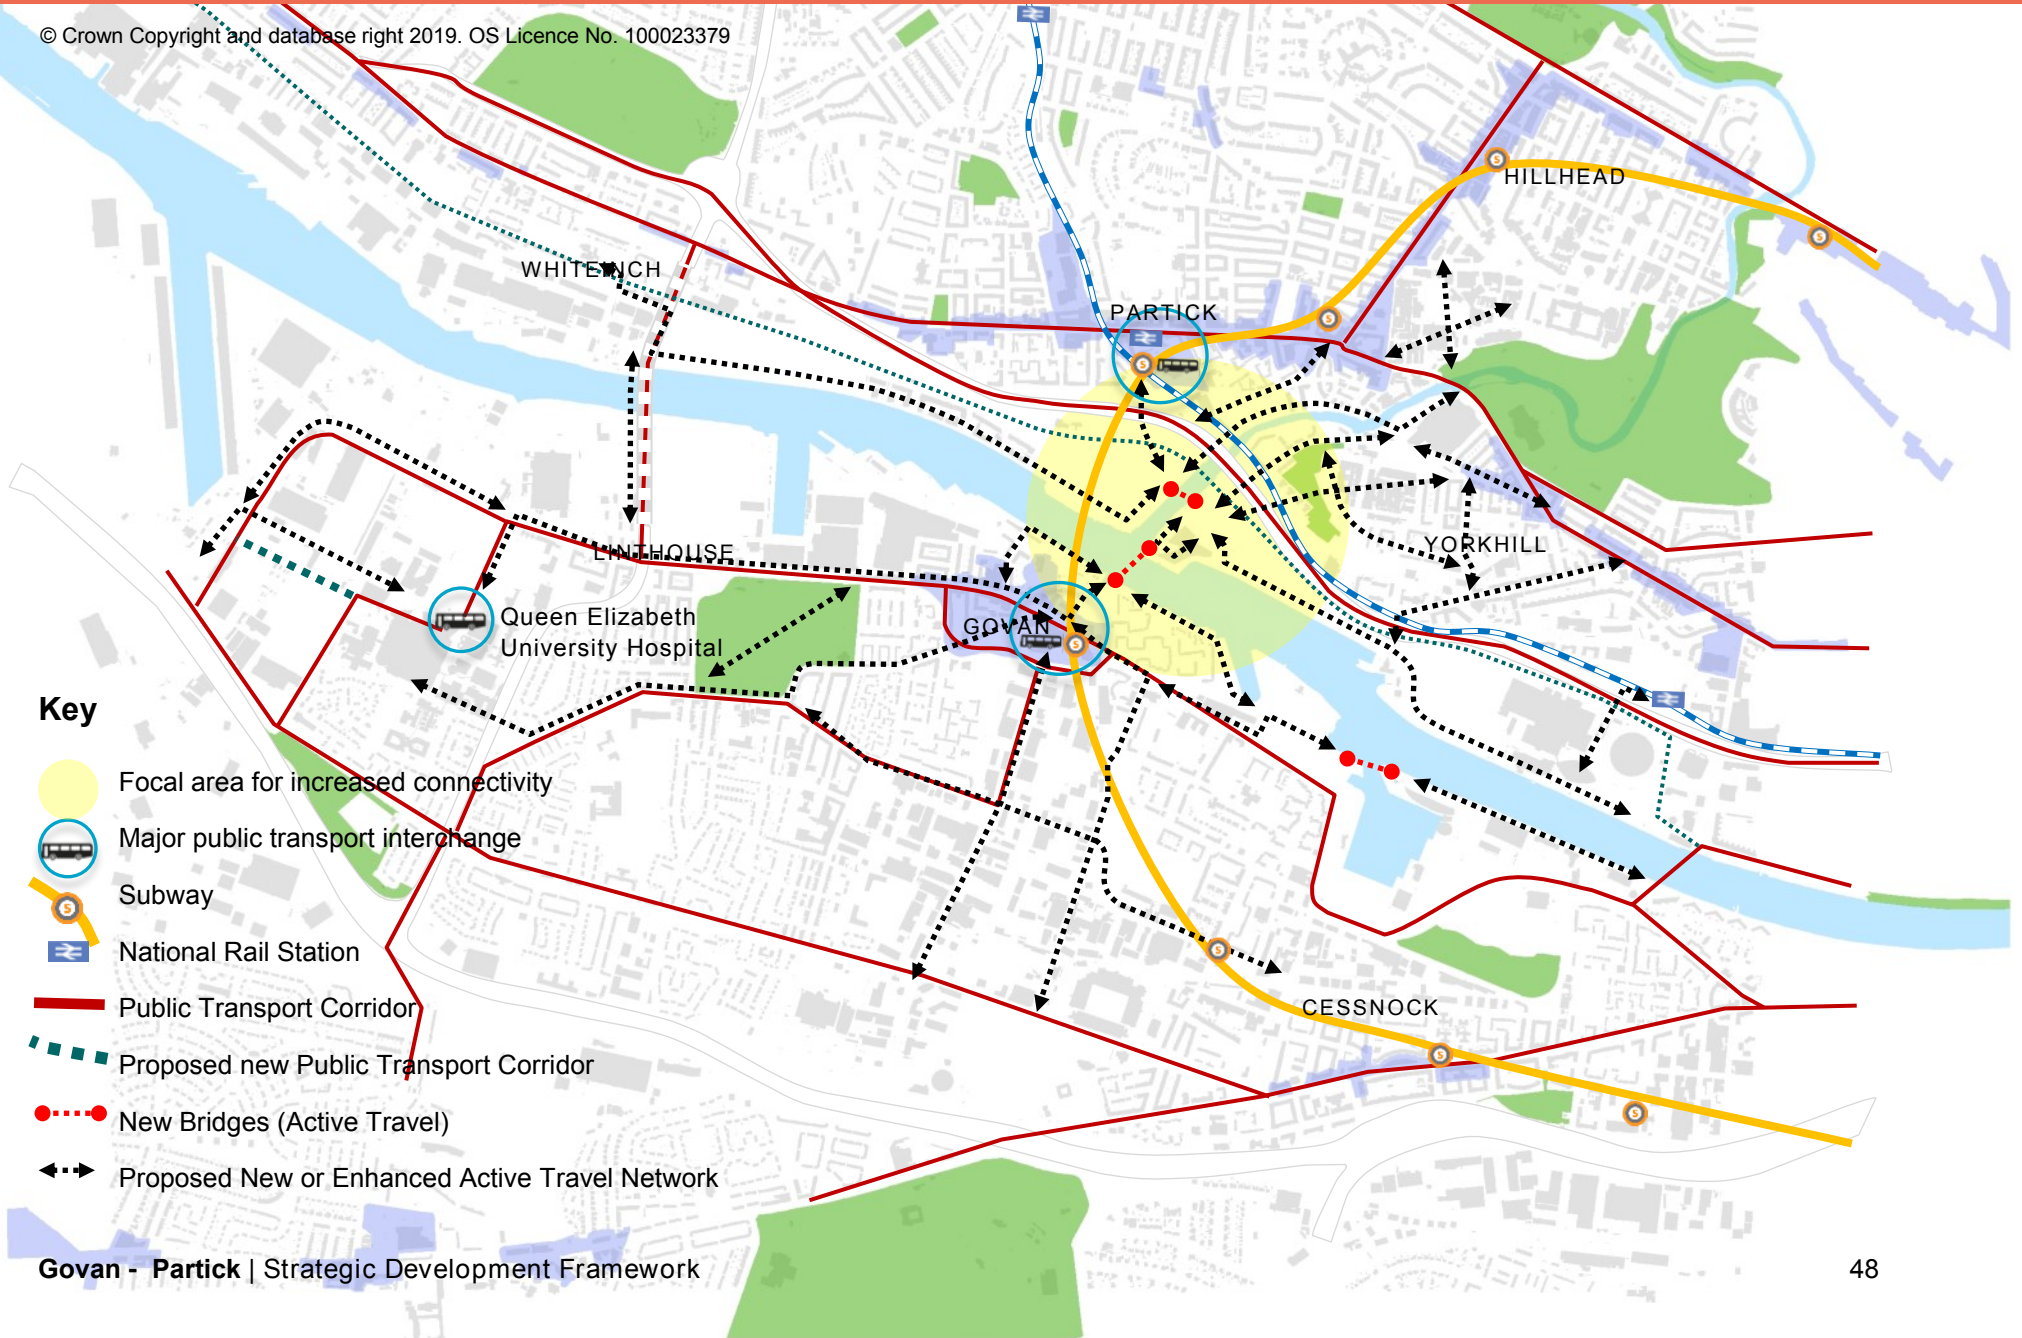 © Crown Copyright and database right 2019. OS Licence No. 100023379
HILLHEAD
WHITEINCH
PARTICK
YORKHILL
LINTHOUSE
Queen Elizabeth
University Hospital
GOVAN
Key
Focal area for increased connectivity
Major public transport interchange
Subway
National Rail Station
Public Transport Corridor
CESSNOCK
Proposed new Public Transport Corridor
New Bridges (Active Travel)
Proposed New or Enhanced Active Travel Network
Govan - Partick | Strategic Development Framework
48